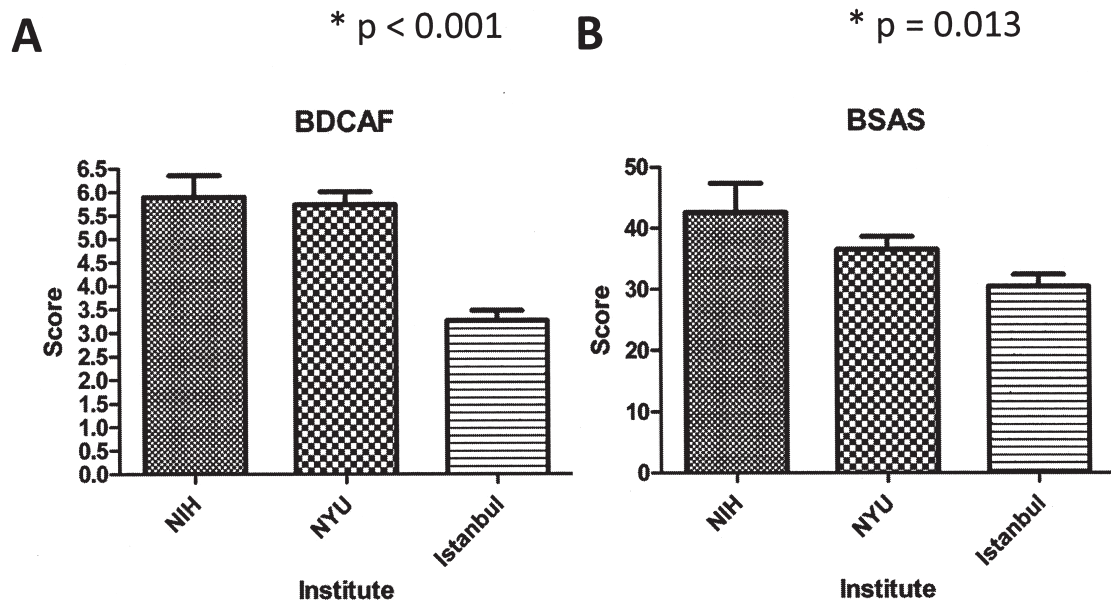 A
* p < 0.001
BDCAF
Score
6.5
6.0
5.5
5.0
4.5
4.0
3.5
3.0
2.5
2.0
1.5
1.0
0.5
0.0
NIH
NYU
Istanbul
Institute
B
* p = 0.013
BSAS
Score
50
40
30
20
10
0
NIH
NYU
Istanbul
Institute